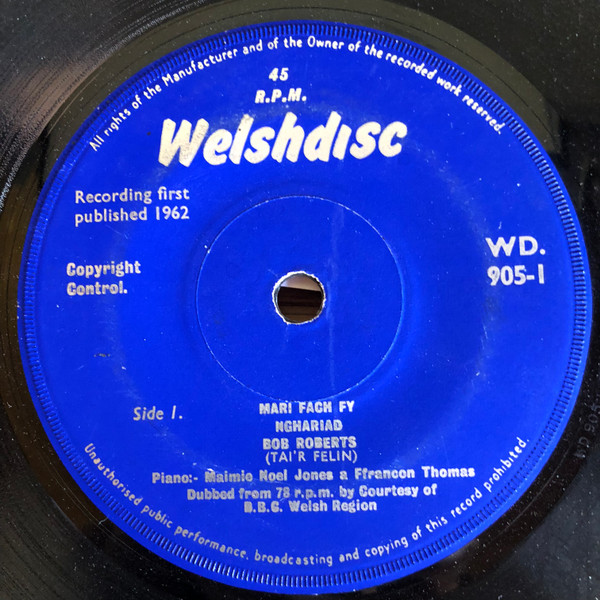 All rights of the Manufacturer and of the Owner of the recorded work reserved.
45
R.P.M.
Welshdisc
Recording first
published 1962
WD.
905-1
Copyright
Control.
Side 1.
MARI FACH FY
NGHARIAD
BOB ROBERTS
(TAI'R FELIN)
Piano:- Maimie Noel Jones a Ffrancon Thomas
Dubbed from 78 r.p.m. by Courtesy of
B.B.C. Welsh Region
Unauthorised public performance, broadcasting and copying of this record prohibited.